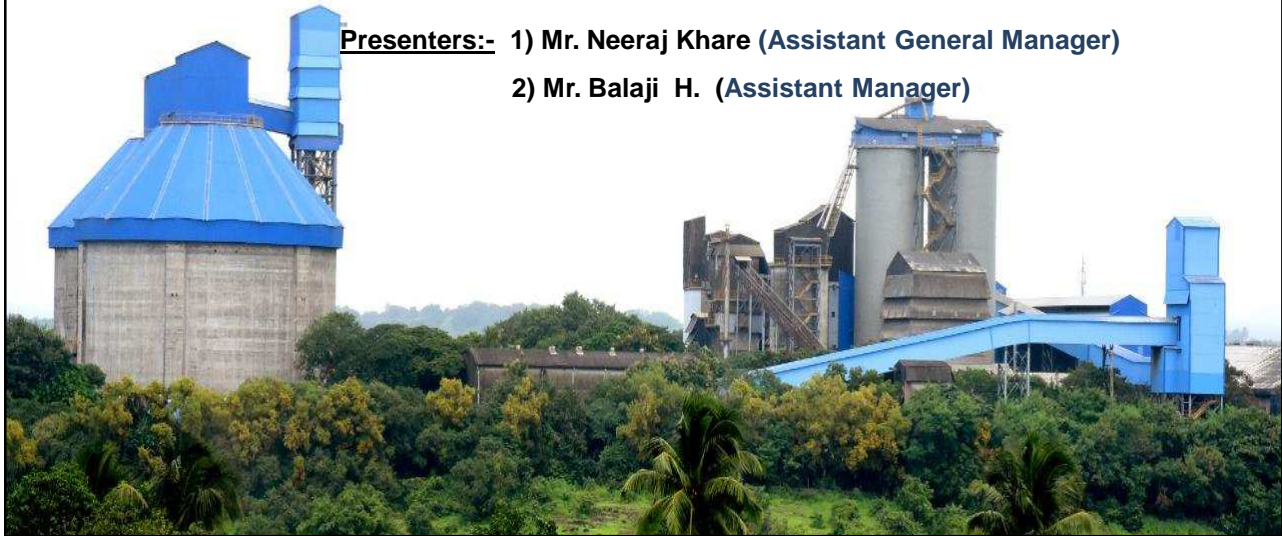 Presenters:- 1) Mr. Neeraj Khare (Assistant General Manager)
2) Mr. Balaji H. (Assistant Manager)